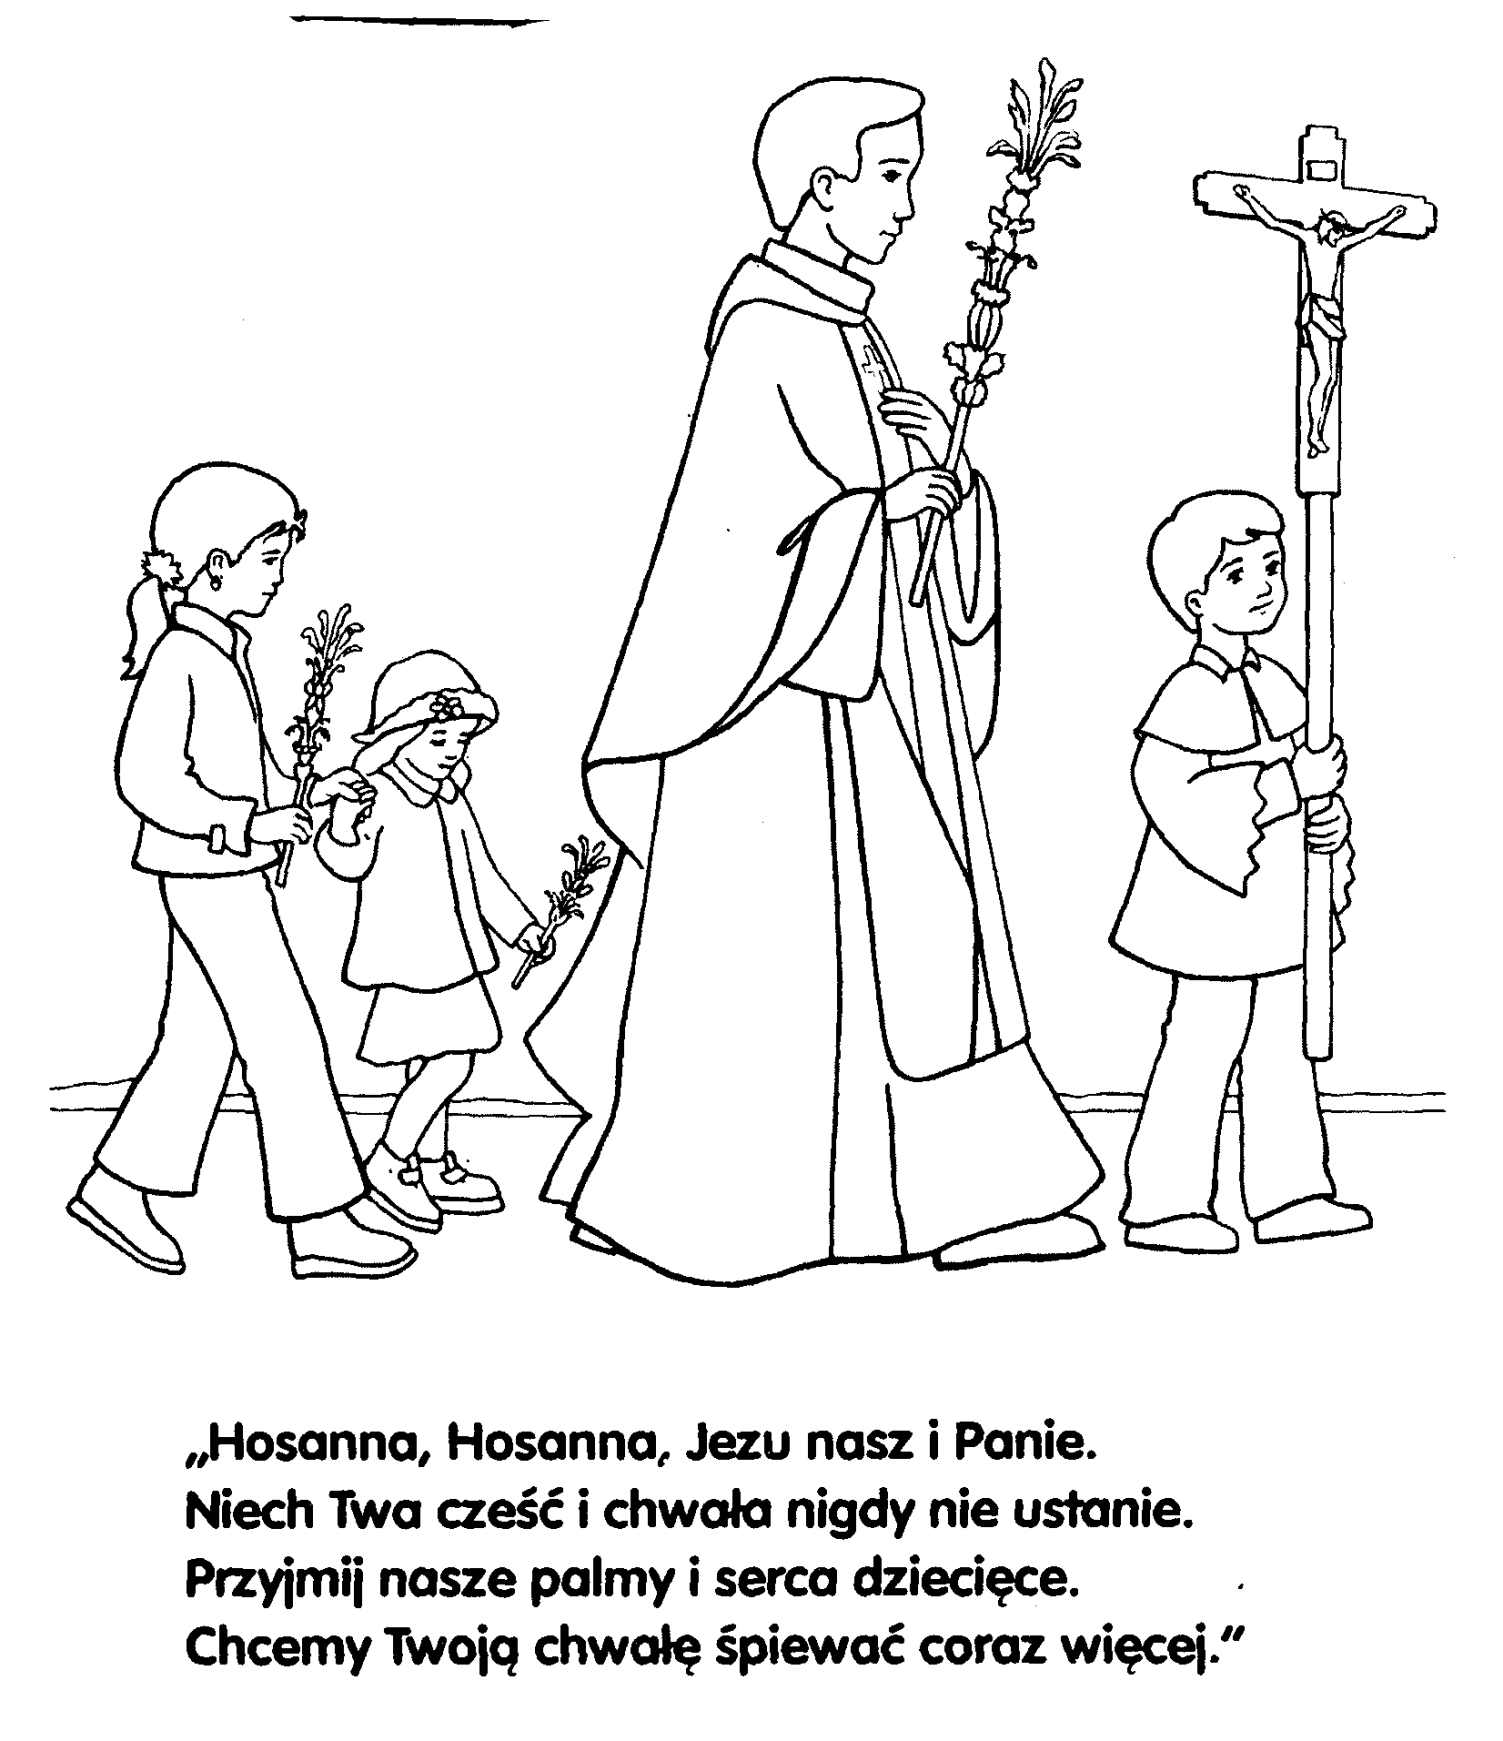 „Hosanna, Hosanna, Jezu nasz i Panie.
Niech Twa cześć i chwała nigdy nie ustanie.
Przyjmij nasze palmy i serca dziecięce.
Chcemy Twoją chwałę śpiewać coraz więcej.”